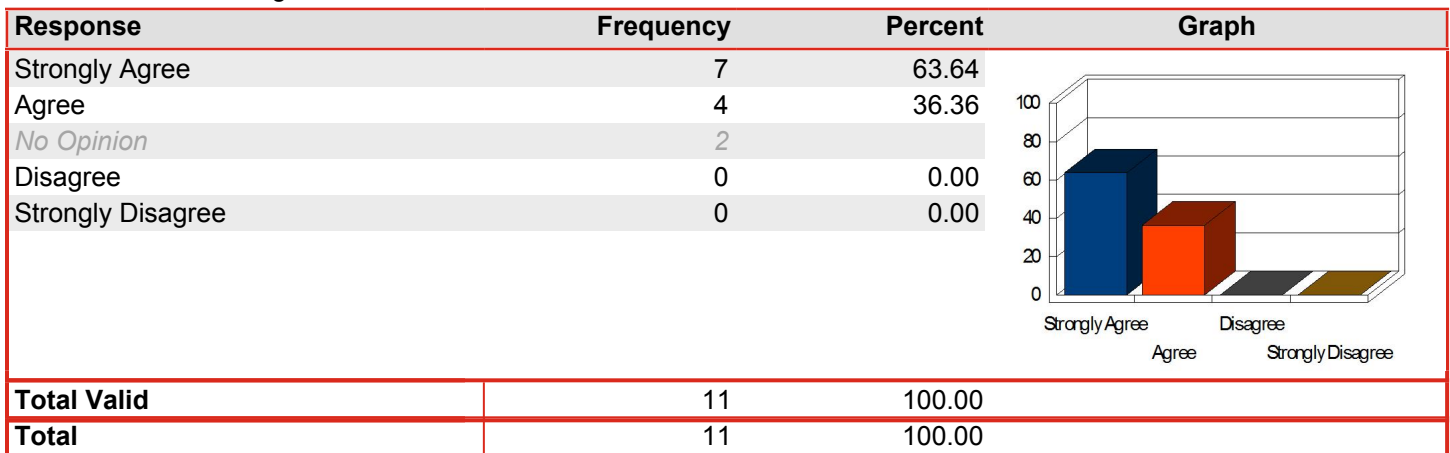 Response Frequency Percent Graph
Strongly Agree 7 63.64
Agree 4 36.36
No Opinion 2
Disagree 0 0.00
Strongly Disagree 0 0.00
100
80
60
40
20
0
Strongly Agree Disagree
Agree Strongly Disagree
Total Valid 11 100.00
Total 11 100.00